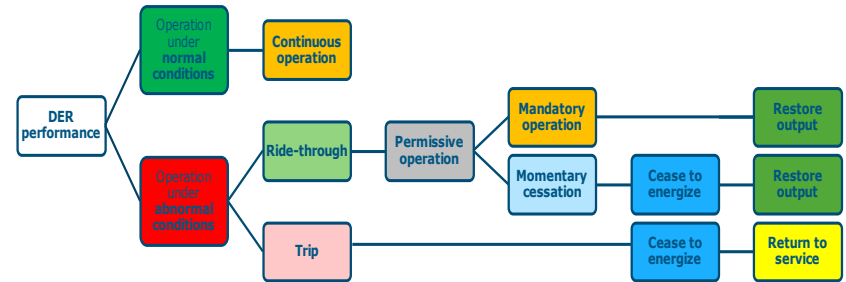 Operation
under
normal
conditions
Continuous
operation
DER
performance
Operation
under
abnormal
conditions
Ride-through
Permissive
operation
Mandatory
operation
Restore
output
Momentary
cessation
Cease to
energize
Restore
output
Trip
Cease to
energize
Return to
service